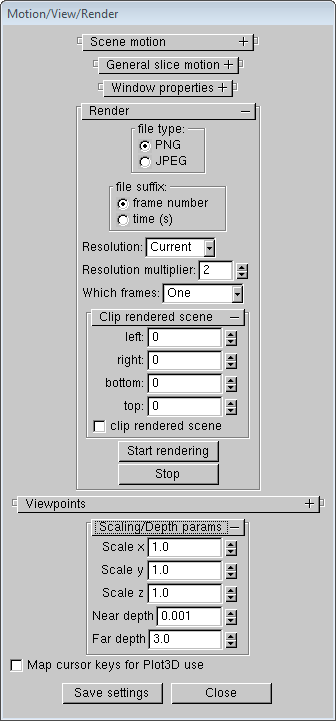 Motion/View/Render
Scene motion +
General slice motion +
Window properties +
Render −
file type:
PNG
JPEG
file suffix:
frame number
time (s)
Resolution: Current
Resolution multiplier: 2
Which frames: One
Clip rendered scene −
left: 0
right: 0
bottom: 0
top: 0
clip rendered scene
Start rendering
Stop
Viewpoints +
Scaling/Depth params −
Scale x 1.0
Scale y 1.0
Scale z 1.0
Near depth 0.001
Far depth 3.0
Map cursor keys for Plot3D use
Save settings Close